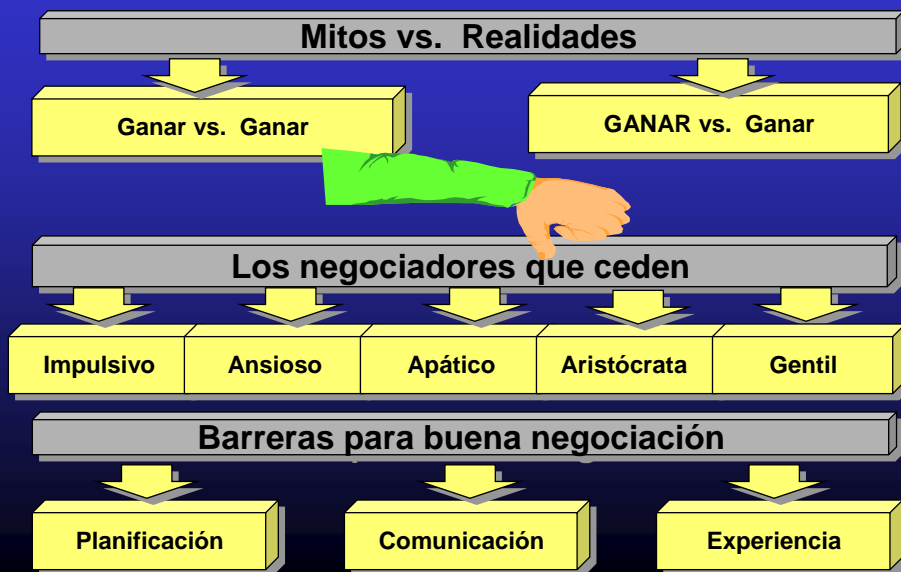 Mitos vs. Realidades
Ganar vs. Ganar
GANAR vs. Ganar
Los negociadores que ceden
Impulsivo
Ansioso
Apático
Aristócrata
Gentil
Barreras para buena negociación
Planificación
Comunicación
Experiencia